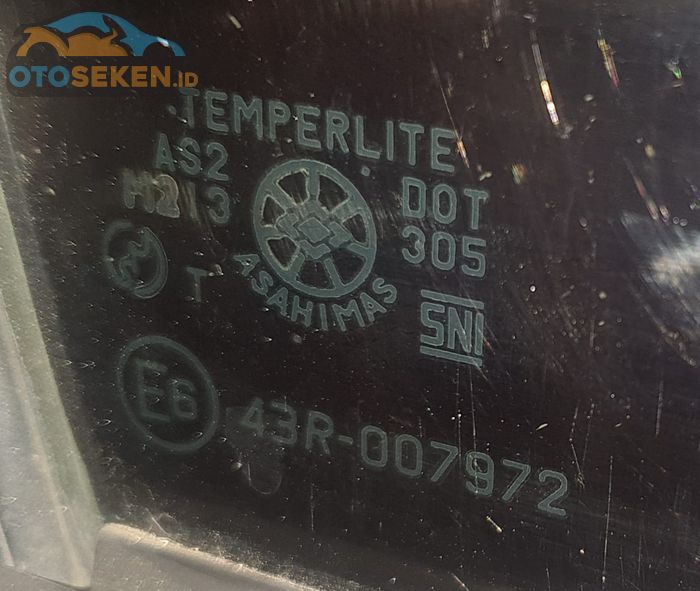 OTOSEKEN.ID
TEMPERLITE
AS2
M213
DOT
305
T
ASAHIMAS
SNI
E6
43R-007972